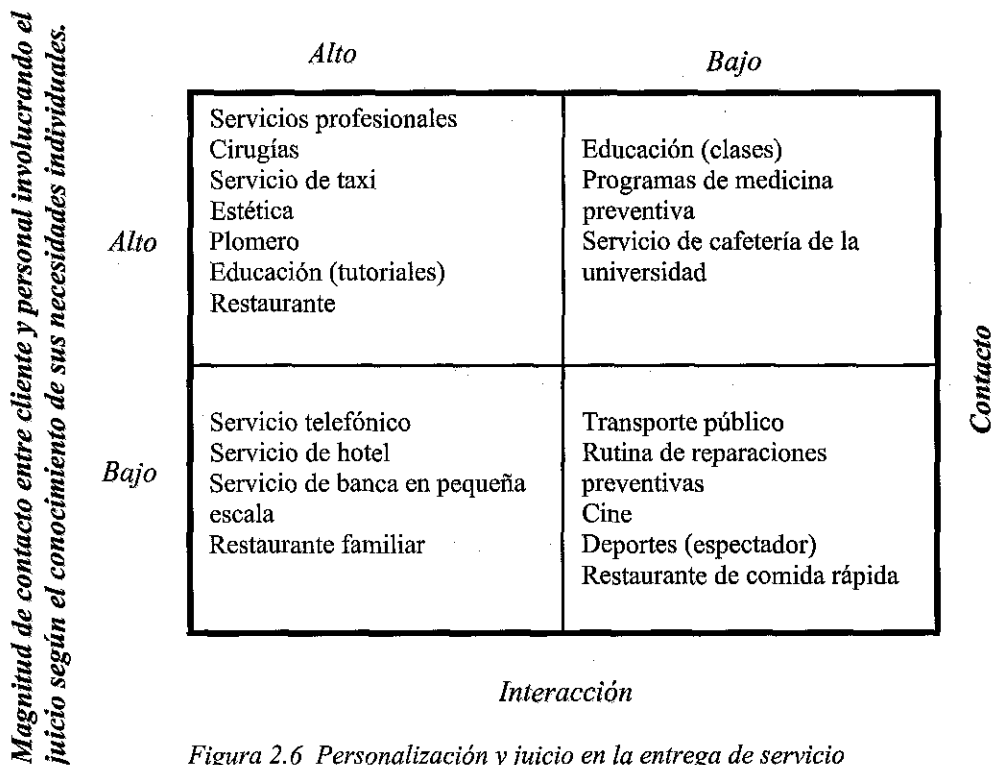 Magnitud de contacto entre cliente y personal involucrando el
juicio según el conocimiento de sus necesidades individuales.
Alto
Bajo
Alto
Servicios profesionales
Cirugías
Servicio de taxi
Estética
Plomero
Educación (tutoriales)
Restaurante
Educación (clases)
Programas de medicina
preventiva
Servicio de cafetería de la
universidad
Contacto
Bajo
Servicio telefónico
Servicio de hotel
Servicio de banca en pequeña
escala
Restaurante familiar
Transporte público
Rutina de reparaciones
preventivas
Cine
Deportes (espectador)
Restaurante de comida rápida
Interacción
Figura 2.6 Personalización y juicio en la entrega de servicio